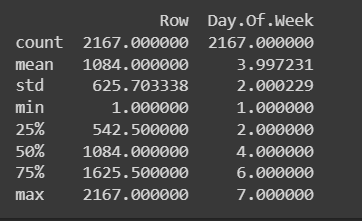 Row Day.Of.Week
count 2167.000000 2167.000000
mean 1084.000000 3.997231
std 625.703338 2.000229
min 1.000000 1.000000
25% 542.500000 2.000000
50% 1084.000000 4.000000
75% 1625.500000 6.000000
max 2167.000000 7.000000